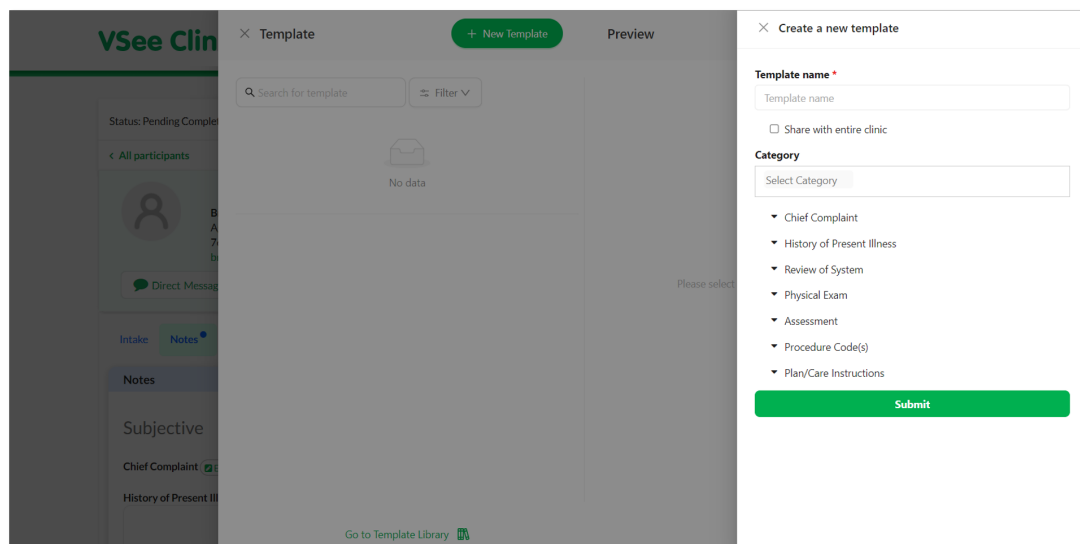 VSee Clin
Status: Pending Comple
All participants
B
A
7
b
Direct Messag
Intake
Notes
Notes
Subjective
Chief Complaint
History of Present Ill
Template
+ New Template
Search for template
Filter
No data
Go to Template Library
Preview
Please select
Create a new template
Template name *
Template name
Share with entire clinic
Category
Select Category
Chief Complaint
History of Present Illness
Review of System
Physical Exam
Assessment
Procedure Code(s)
Plan/Care Instructions
Submit